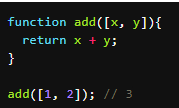 function add([x, y]){
  return x + y;
}
add([1, 2]); // 3